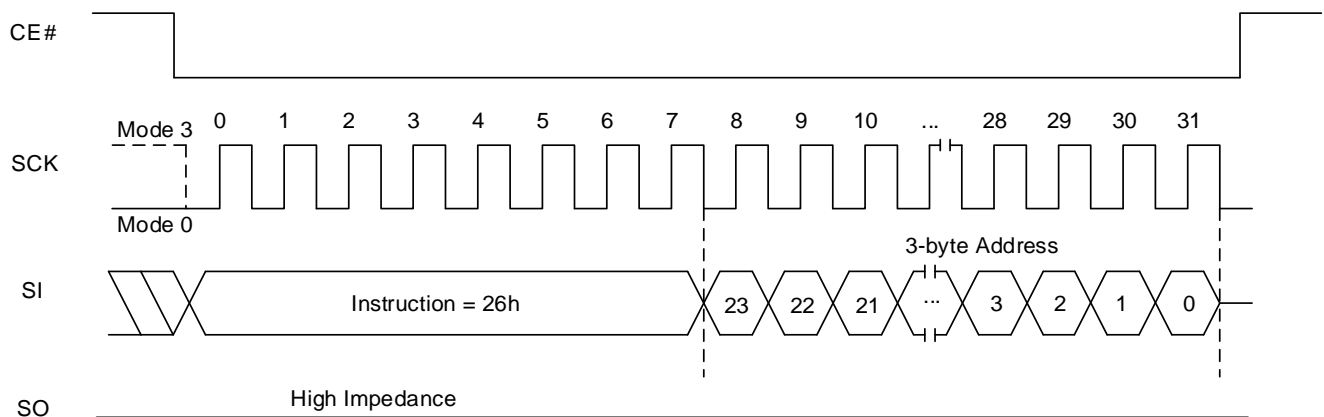 CE#
Mode 3 0 1 2 3 4 5 6 7 8 9 10 ... 28 29 30 31
SCK
Mode 0
3-byte Address
SI Instruction = 26h 23 22 21 ... 3 2 1 0
High Impedance
SO